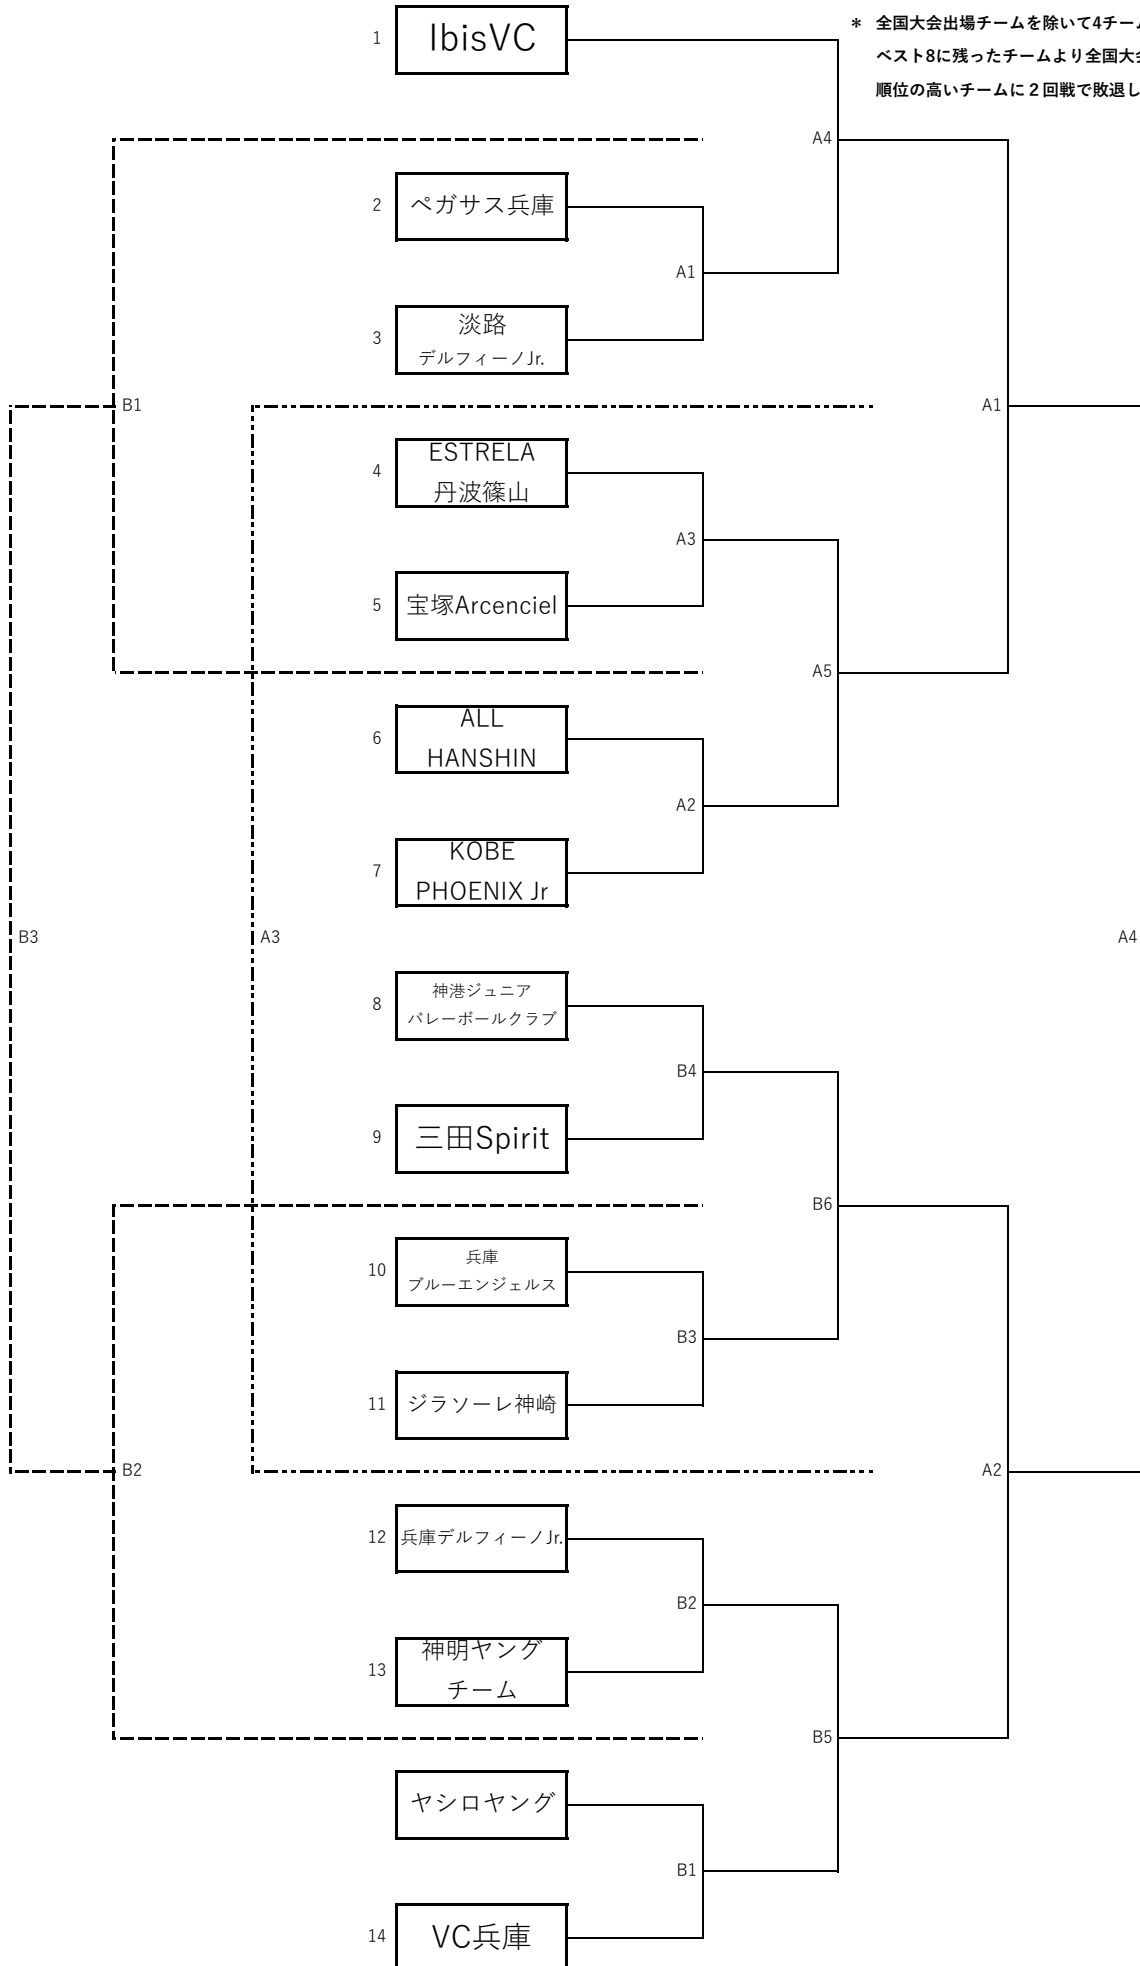 ＊ 全国大会出場チームを除いて4チーム
ベスト8に残ったチームより全国大会
順位の高いチームに２回戦で敗退し
1
IbisVC
A4
2
ペガサス兵庫
A1
3
淡路
デルフィーノJr.
B1
A1
4
ESTRELA
丹波篠山
A3
5
宝塚Arcenciel
A5
6
ALL
HANSHIN
A2
7
KOBE
PHOENIX Jr
B3
A3
A4
8
神港ジュニア
バレーボールクラブ
B4
9
三田Spirit
B6
10
兵庫
ブルーエンジェルス
B3
11
ジラソーレ神崎
B2
A2
12
兵庫デルフィーノJr.
B2
13
神明ヤング
チーム
B5
ヤシロヤング
B1
14
VC兵庫